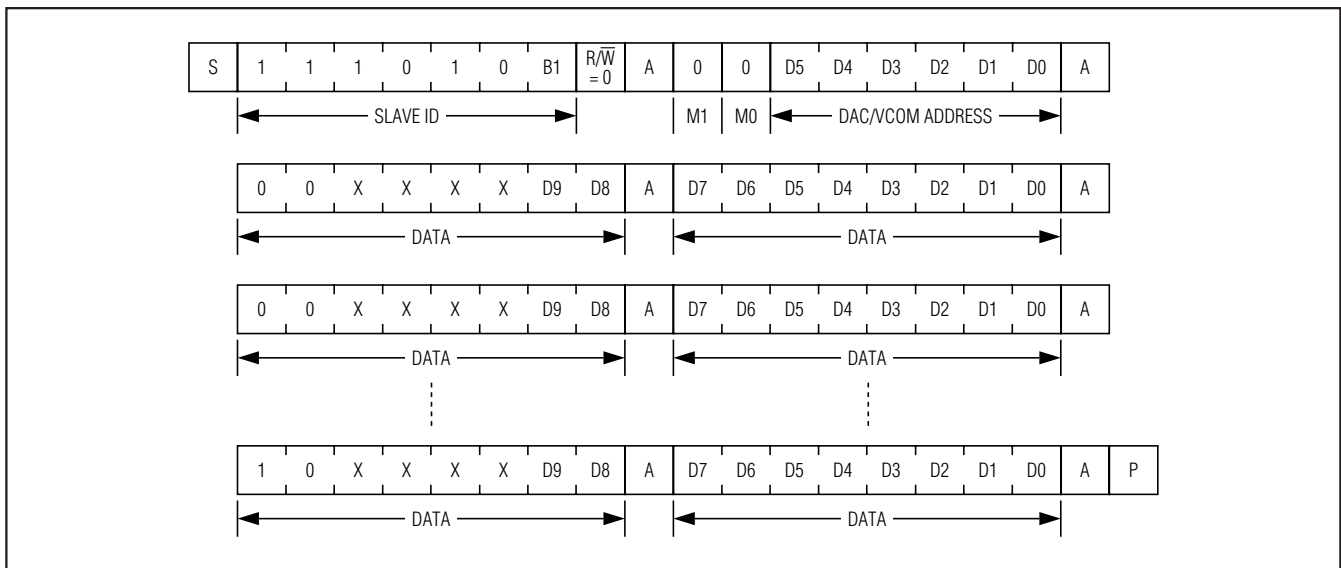 S 1 1 1 0 1 0 B1 R/W̅ = 0 A 0 0 D5 D4 D3 D2 D1 D0 A
SLAVE ID M1 M0 DAC/VCOM ADDRESS
0 0 X X X X D9 D8 A D7 D6 D5 D4 D3 D2 D1 D0 A
DATA DATA
0 0 X X X X D9 D8 A D7 D6 D5 D4 D3 D2 D1 D0 A
DATA DATA
1 0 X X X X D9 D8 A D7 D6 D5 D4 D3 D2 D1 D0 A P
DATA DATA